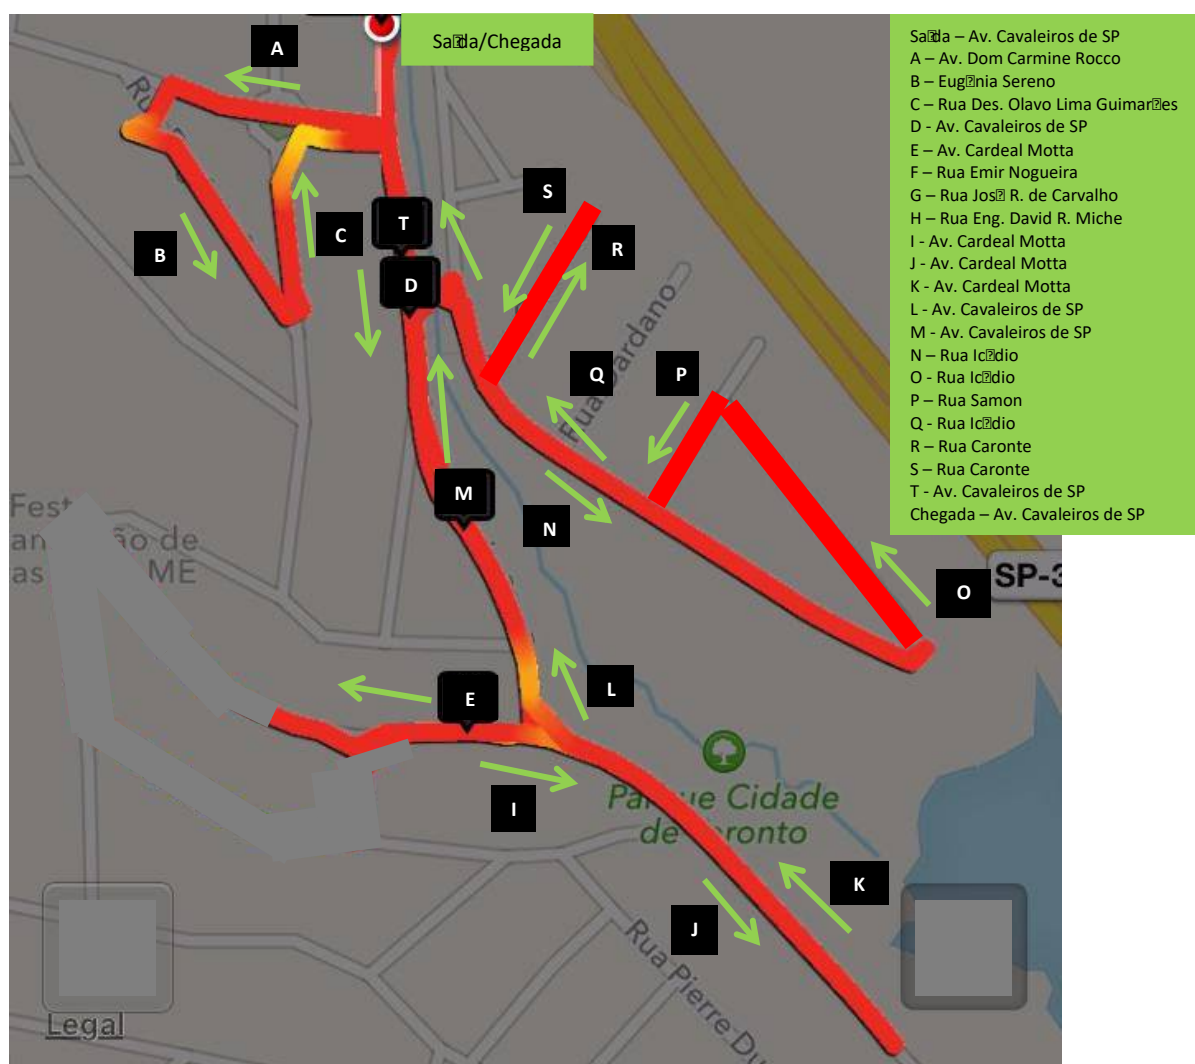 Sa⍰da/Chegada
Sa⍰da – Av. Cavaleiros de SP
A – Av. Dom Carmine Rocco
B – Eug⍰nia Sereno
C – Rua Des. Olavo Lima Guimar⍰es
D - Av. Cavaleiros de SP
E – Av. Cardeal Motta
F – Rua Emir Nogueira
G – Rua Jos⍰ R. de Carvalho
H – Rua Eng. David R. Miche
I - Av. Cardeal Motta
J - Av. Cardeal Motta
K - Av. Cardeal Motta
L - Av. Cavaleiros de SP
M - Av. Cavaleiros de SP
N – Rua Ic⍰dio
O - Rua Ic⍰dio
P – Rua Samon
Q - Rua Ic⍰dio
R – Rua Caronte
S – Rua Caronte
T - Av. Cavaleiros de SP
Chegada – Av. Cavaleiros de SP
A
S
T
C
R
B
D
Rua Dardano
Q
P
M
N
Fest
ão de
as ME
SP-3
O
L
E
I
Cidade
de
K
J
Rua Pierre Du
Legal